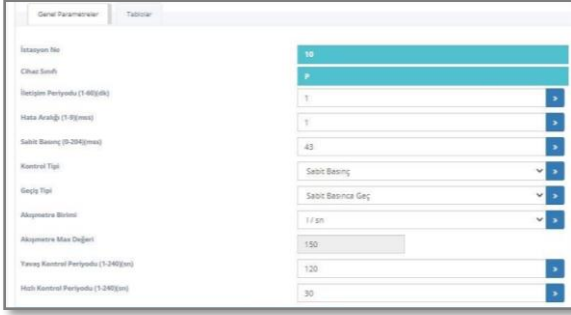 Genel Parametreler Tablolar
İstasyon No 10
Cihaz Sınıfı P
İletişim Periyodu (1-60)(dk) 1
Hata Aralığı (1-9)(mss) 1
Sabit Basınç (0-204)(mss) 43
Kontrol Tipi Sabit Basınç
Geçiş Tipi Sabit Basınca Geç
Akışmetre Birimi l / sn
Akışmetre Max Değeri 150
Yavaş Kontrol Periyodu (1-240)(sn) 120
Hızlı Kontrol Periyodu (1-240)(sn) 30